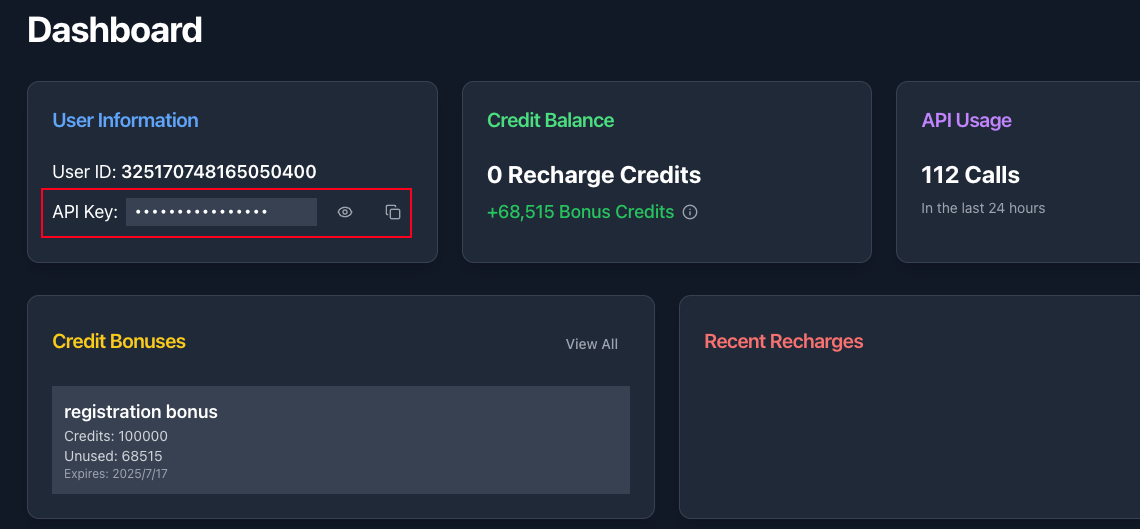 Dashboard
User Information
User ID: 325170748165050400
API Key: ••••••••••••••••
Credit Balance
0 Recharge Credits
+68,515 Bonus Credits
API Usage
112 Calls
In the last 24 hours
Credit Bonuses
View All
registration bonus
Credits: 100000
Unused: 68515
Expires: 2025/7/17
Recent Recharges